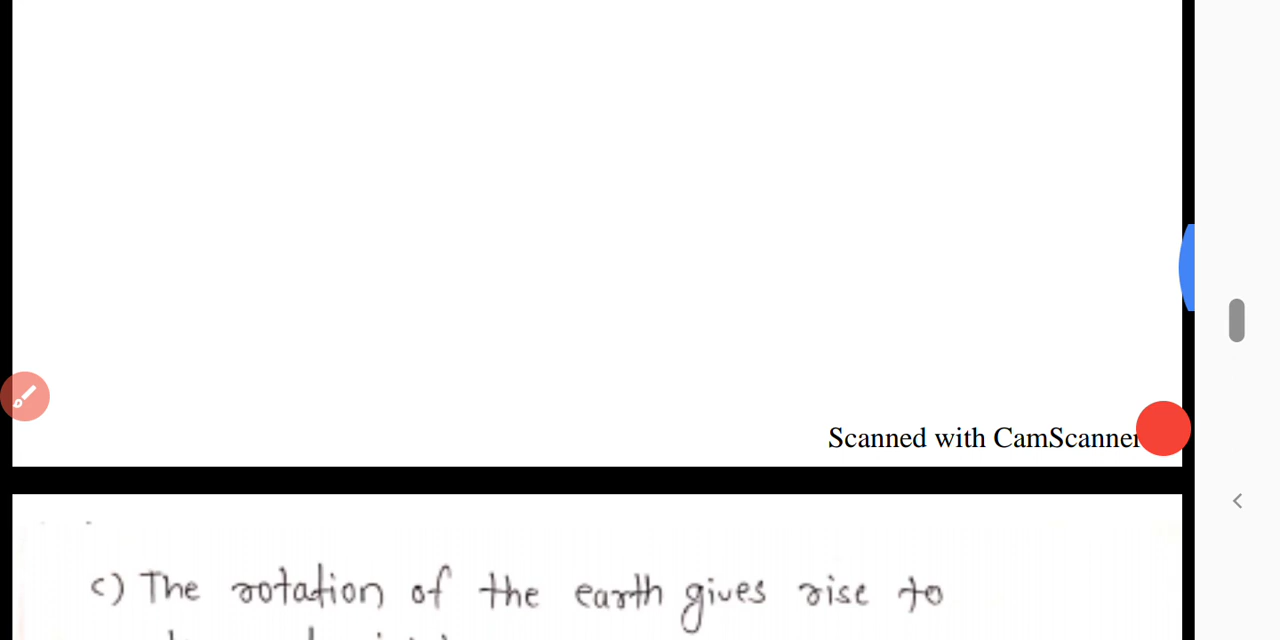 Scanned with CamScanner
c) The rotation of the earth gives rise to